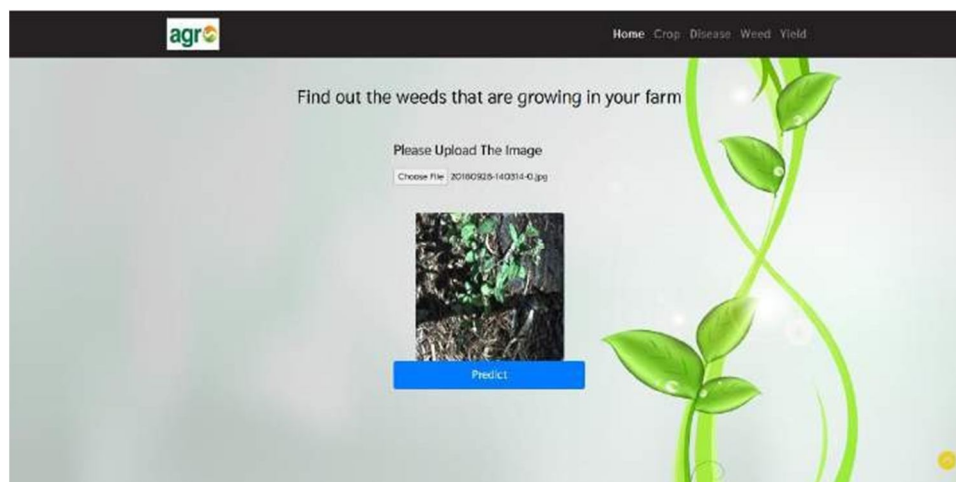 agro
Home Crop Disease Weed Yield
Find out the weeds that are growing in your farm
Please Upload The Image
Choose File 20160928-140314-0.jpg
Predict